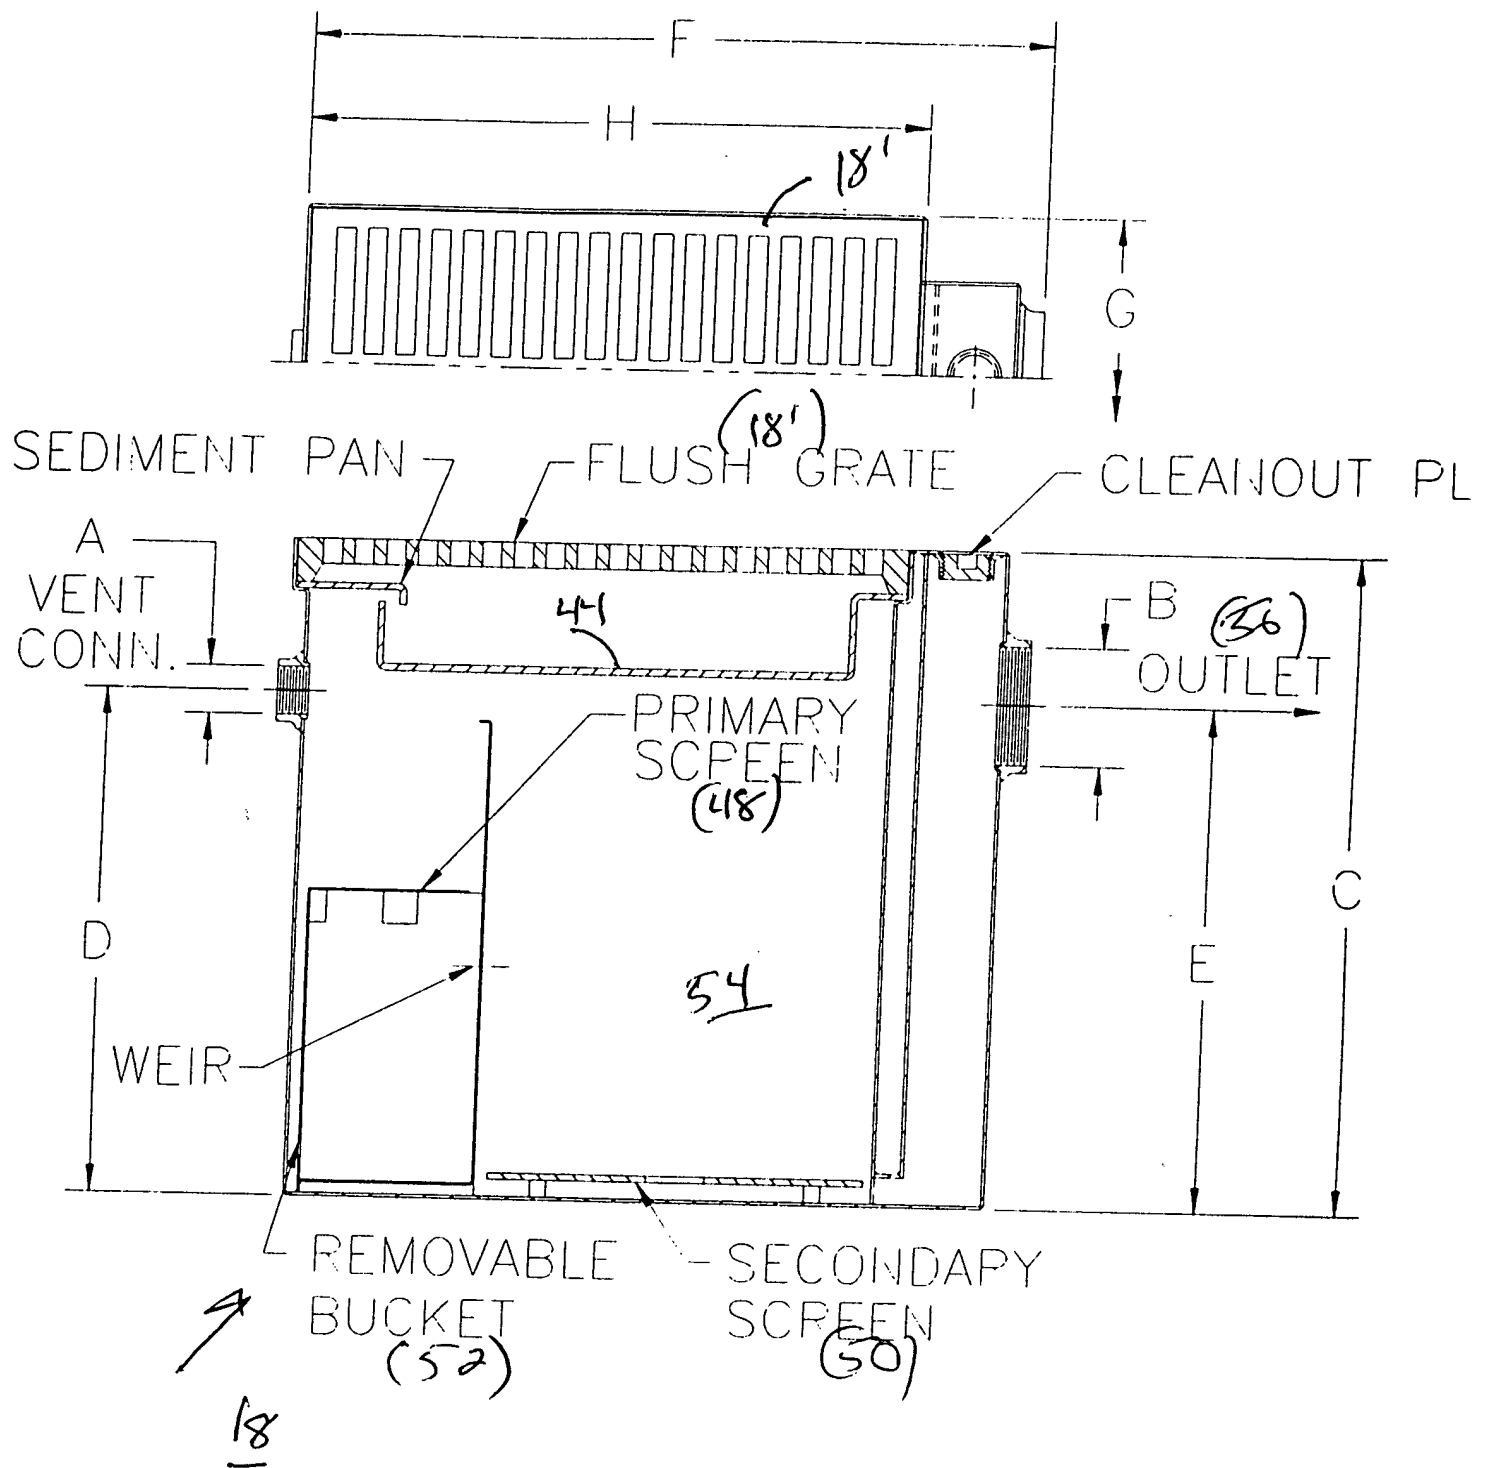 F
H
18'
G
(18')
SEDIMENT PAN
FLUSH GRATE
CLEANOUT PL
A
VENT
CONN.
44
B
(56)
OUTLET
PRIMARY
SCREEN
(48)
C
D
E
54
WEIR
REMOVABLE
BUCKET
(52)
SECONDARY
SCREEN
(50)
18